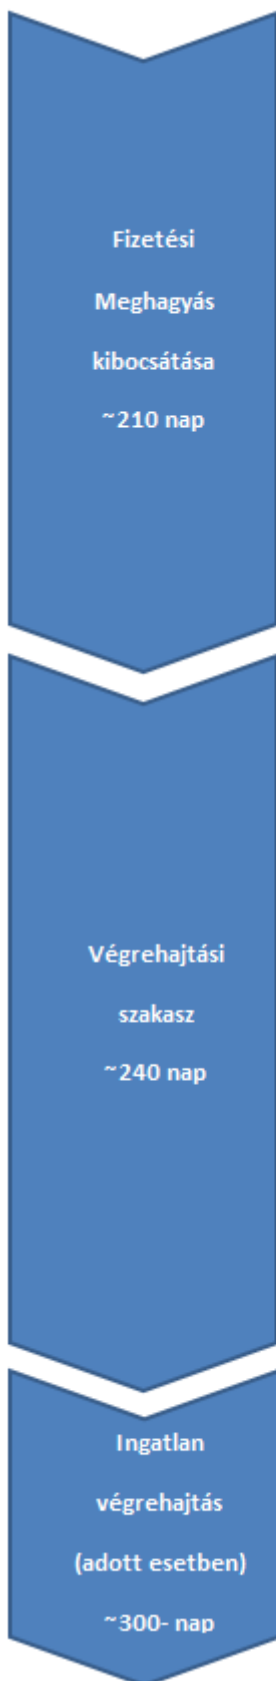 Fizetési
Meghagyás
kibocsátása
~210 nap
Végrehajtási
szakasz
~240 nap
Ingatlan
végrehajtás
(adott esetben)
~300- nap